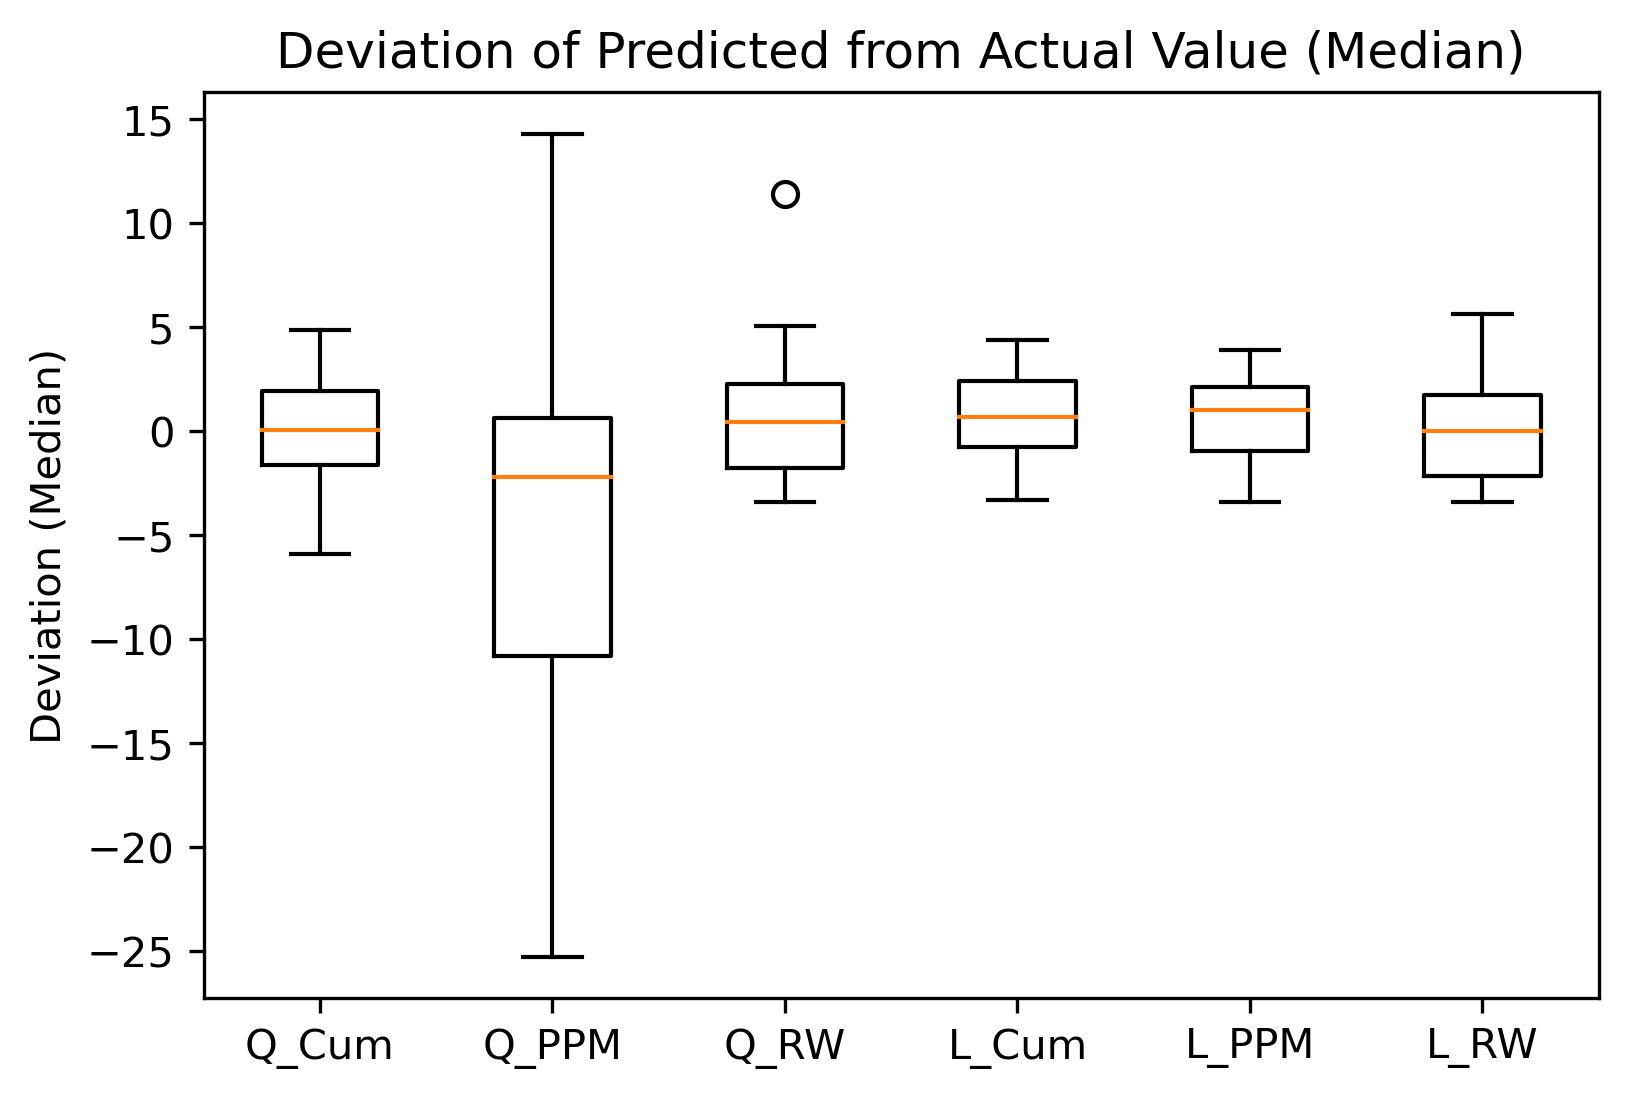 Deviation of Predicted from Actual Value (Median)
Deviation (Median)
15
10
5
0
−5
−10
−15
−20
−25
Q_Cum
Q_PPM
Q_RW
L_Cum
L_PPM
L_RW